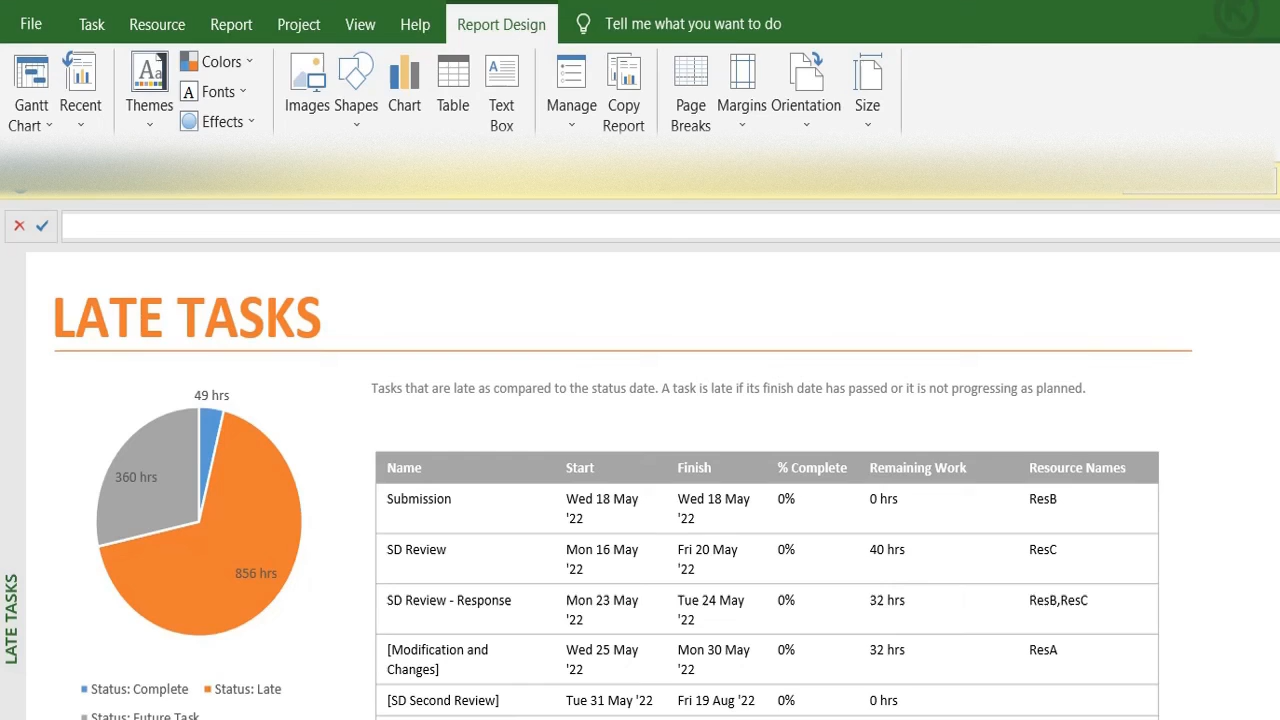 File Task Resource Report Project View Help Report Design Tell me what you want to do
Gantt Chart Recent Themes Colors Fonts Effects Images Shapes Chart Table Text Box Manage Copy Report Page Breaks Margins Orientation Size
LATE TASKS
LATE TASKS
Tasks that are late as compared to the status date. A task is late if its finish date has passed or it is not progressing as planned.
49 hrs
360 hrs
856 hrs
Status: Complete Status: Late
Status: Future Task
Name Start Finish % Complete Remaining Work Resource Names
Submission Wed 18 May '22 Wed 18 May '22 0% 0 hrs ResB
SD Review Mon 16 May '22 Fri 20 May '22 0% 40 hrs ResC
SD Review - Response Mon 23 May '22 Tue 24 May '22 0% 32 hrs ResB,ResC
[Modification and Changes] Wed 25 May '22 Mon 30 May '22 0% 32 hrs ResA
[SD Second Review] Tue 31 May '22 Fri 19 Aug '22 0% 0 hrs